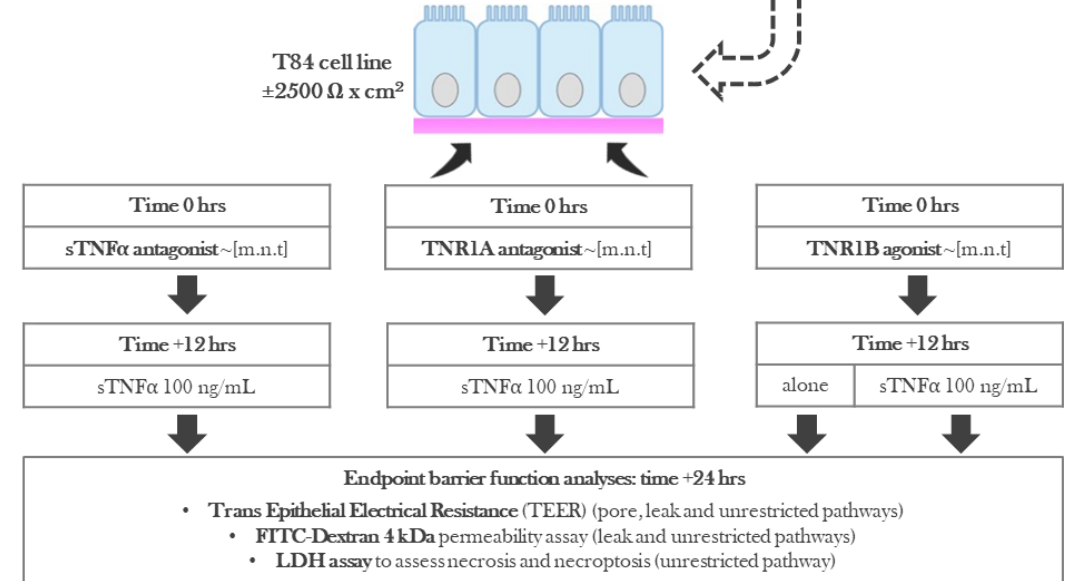 T84 cell line
±2500 Ω x cm²
Time 0 hrs
sTNFα antagonist ~[m.n.t]
Time 0 hrs
TNR1A antagonist ~[m.n.t]
Time 0 hrs
TNR1B agonist ~[m.n.t]
Time +12 hrs
sTNFα 100 ng/mL
Time +12 hrs
sTNFα 100 ng/mL
Time +12 hrs
alone
sTNFα 100 ng/mL
Endpoint barrier function analyses: time +24 hrs
• Trans Epithelial Electrical Resistance (TEER) (pore, leak and unrestricted pathways)
• FITC-Dextran 4 kDa permeability assay (leak and unrestricted pathways)
• LDH assay to assess necrosis and necroptosis (unrestricted pathway)